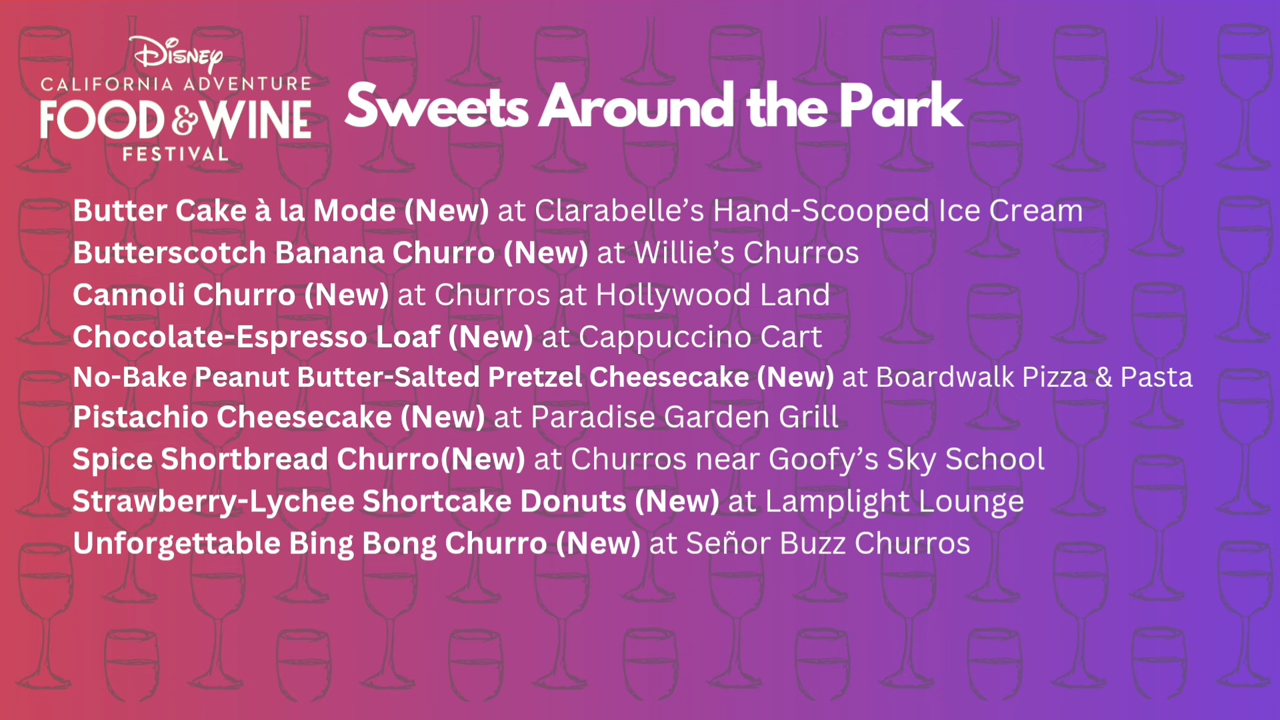 Disney
CALIFORNIA ADVENTURE
FOOD & WINE
FESTIVAL
Sweets Around the Park
Butter Cake à la Mode (New) at Clarabelle’s Hand-Scooped Ice Cream
Butterscotch Banana Churro (New) at Willie’s Churros
Cannoli Churro (New) at Churros at Hollywood Land
Chocolate-Espresso Loaf (New) at Cappuccino Cart
No-Bake Peanut Butter-Salted Pretzel Cheesecake (New) at Boardwalk Pizza & Pasta
Pistachio Cheesecake (New) at Paradise Garden Grill
Spice Shortbread Churro(New) at Churros near Goofy’s Sky School
Strawberry-Lychee Shortcake Donuts (New) at Lamplight Lounge
Unforgettable Bing Bong Churro (New) at Señor Buzz Churros